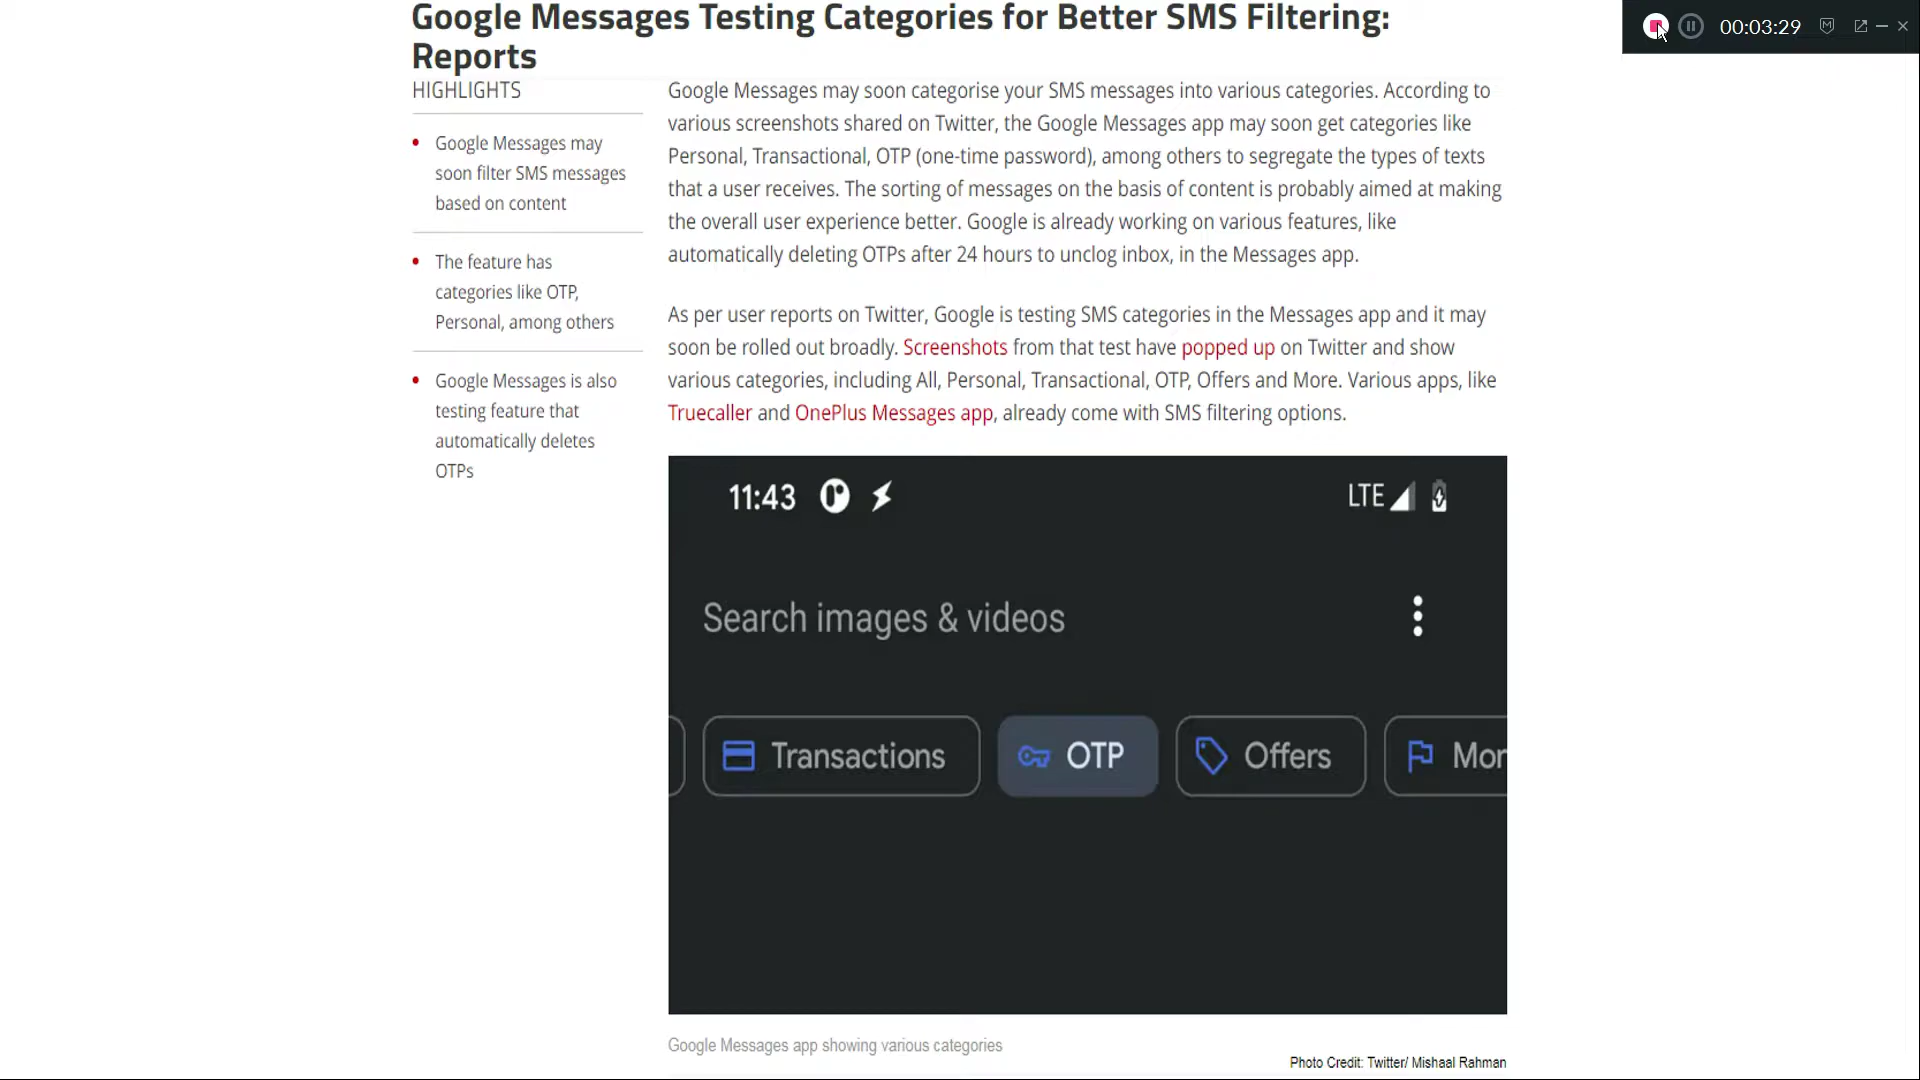 Google Messages Testing Categories for Better SMS Filtering:
Reports
00:03:29
HIGHLIGHTS
Google Messages may
soon filter SMS messages
based on content
The feature has
categories like OTP,
Personal, among others
Google Messages is also
testing feature that
automatically deletes
OTPs
Google Messages may soon categorise your SMS messages into various categories. According to
various screenshots shared on Twitter, the Google Messages app may soon get categories like
Personal, Transactional, OTP (one-time password), among others to segregate the types of texts
that a user receives. The sorting of messages on the basis of content is probably aimed at making
the overall user experience better. Google is already working on various features, like
automatically deleting OTPs after 24 hours to unclog inbox, in the Messages app.
As per user reports on Twitter, Google is testing SMS categories in the Messages app and it may
soon be rolled out broadly. Screenshots from that test have popped up on Twitter and show
various categories, including All, Personal, Transactional, OTP, Offers and More. Various apps, like
Truecaller and OnePlus Messages app, already come with SMS filtering options.
11:43
LTE
Search images & videos
Transactions
OTP
Offers
Mor
Google Messages app showing various categories
Photo Credit: Twitter/ Mishaal Rahman